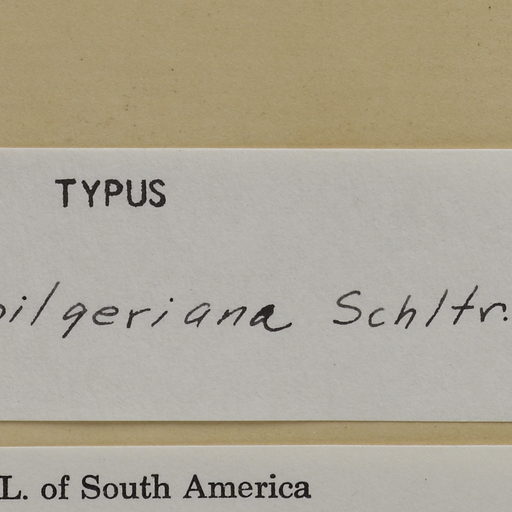 TYPUS
pilgeriana Schltr.
L. of South America